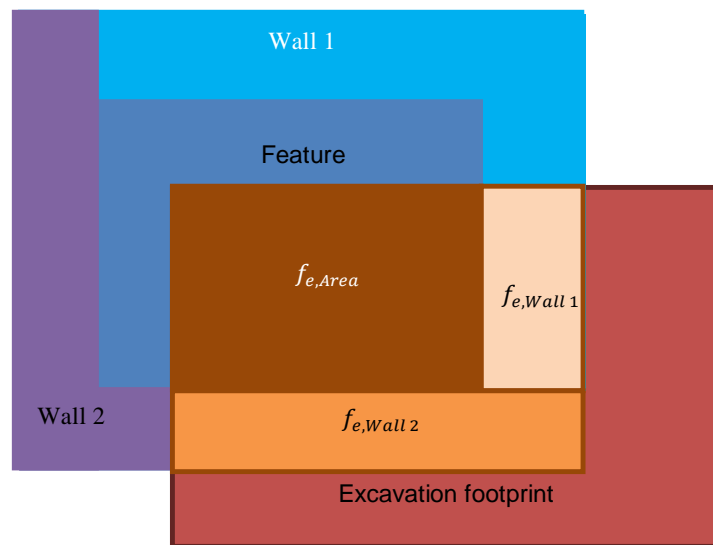 Wall 1
Feature
f_{e,Area}
f_{e,Wall 1}
Wall 2
f_{e,Wall 2}
Excavation footprint